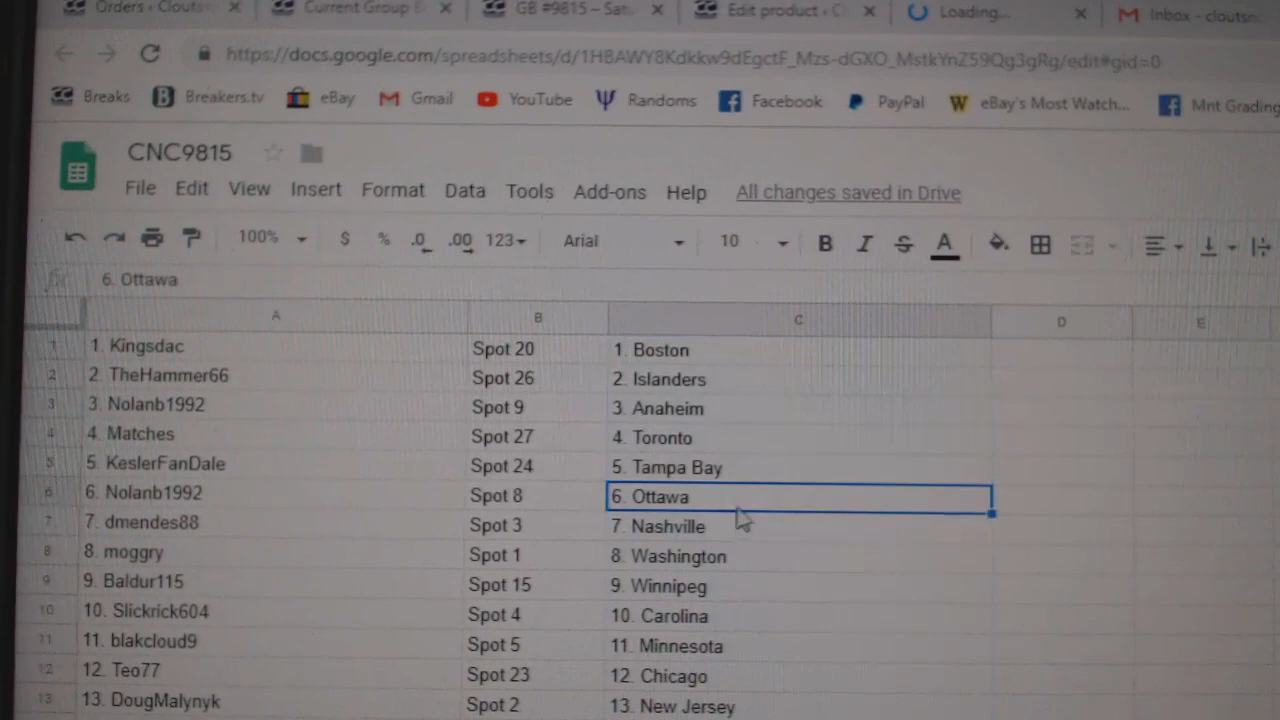 Orders
Current Group
GB #9815 – Sat
Edit product
Loading...
Inbox - cloutsn
https://docs.google.com/spreadsheets/d/1HBAWY8Kdkkw9dEgctF_Mzs-dGXO_MstkYnZ59Qg3gRg/edit#gid=0
Breaks Breakers.tv eBay Gmail YouTube Randoms Facebook PayPal eBay's Most Watch... Mnt Grading
CNC9815
File Edit View Insert Format Data Tools Add-ons Help All changes saved in Drive
100% $ % .0 .00 123 Arial 10 B I S A
fx 6. Ottawa
A B C D E
1 1. Kingsdac Spot 20 1. Boston
2 2. TheHammer66 Spot 26 2. Islanders
3 3. Nolanb1992 Spot 9 3. Anaheim
4 4. Matches Spot 27 4. Toronto
5 5. KeslerFanDale Spot 24 5. Tampa Bay
6 6. Nolanb1992 Spot 8 6. Ottawa
7 7. dmendes88 Spot 3 7. Nashville
8 8. moggry Spot 1 8. Washington
9 9. Baldur115 Spot 15 9. Winnipeg
10 10. Slickrick604 Spot 4 10. Carolina
11 11. blakcloud9 Spot 5 11. Minnesota
12 12. Teo77 Spot 23 12. Chicago
13 13. DougMalynyk Spot 2 13. New Jersey